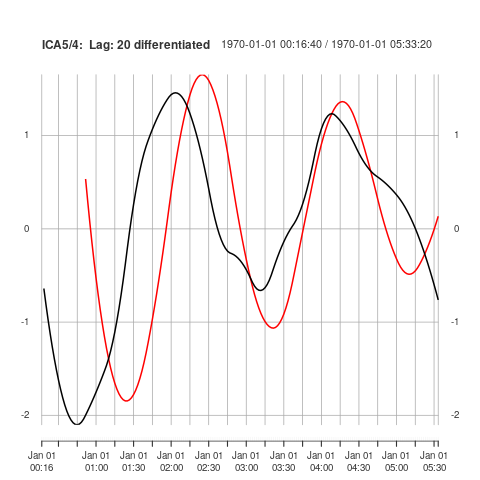 ICA5/4:  Lag: 20 differentiated 1970-01-01 00:16:40 / 1970-01-01 05:33:20
1 1
0 0
-1 -1
-2 -2
Jan 01 Jan 01 Jan 01 Jan 01 Jan 01 Jan 01 Jan 01 Jan 01 Jan 01 Jan 01 Jan 01
00:16 01:00 01:30 02:00 02:30 03:00 03:30 04:00 04:30 05:00 05:30